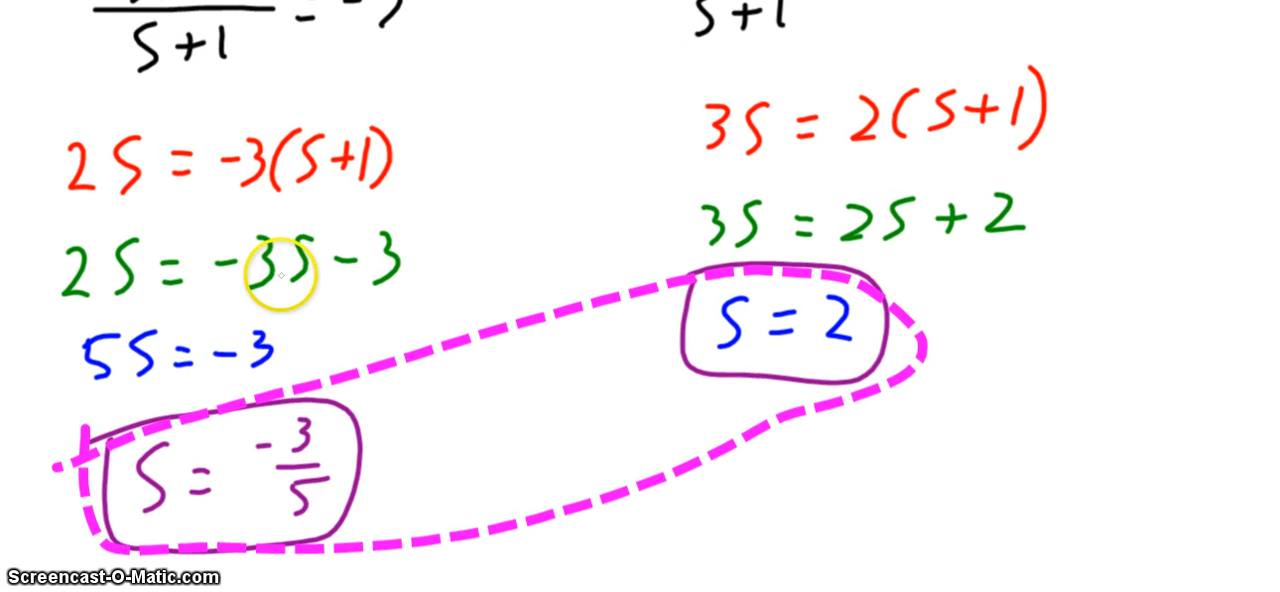 S+1
S+1
2S = -3(S+1)
2S = -3S - 3
5S = -3
S = -3/5
3S = 2(S+1)
3S = 2S + 2
S = 2
Screencast-O-Matic.com